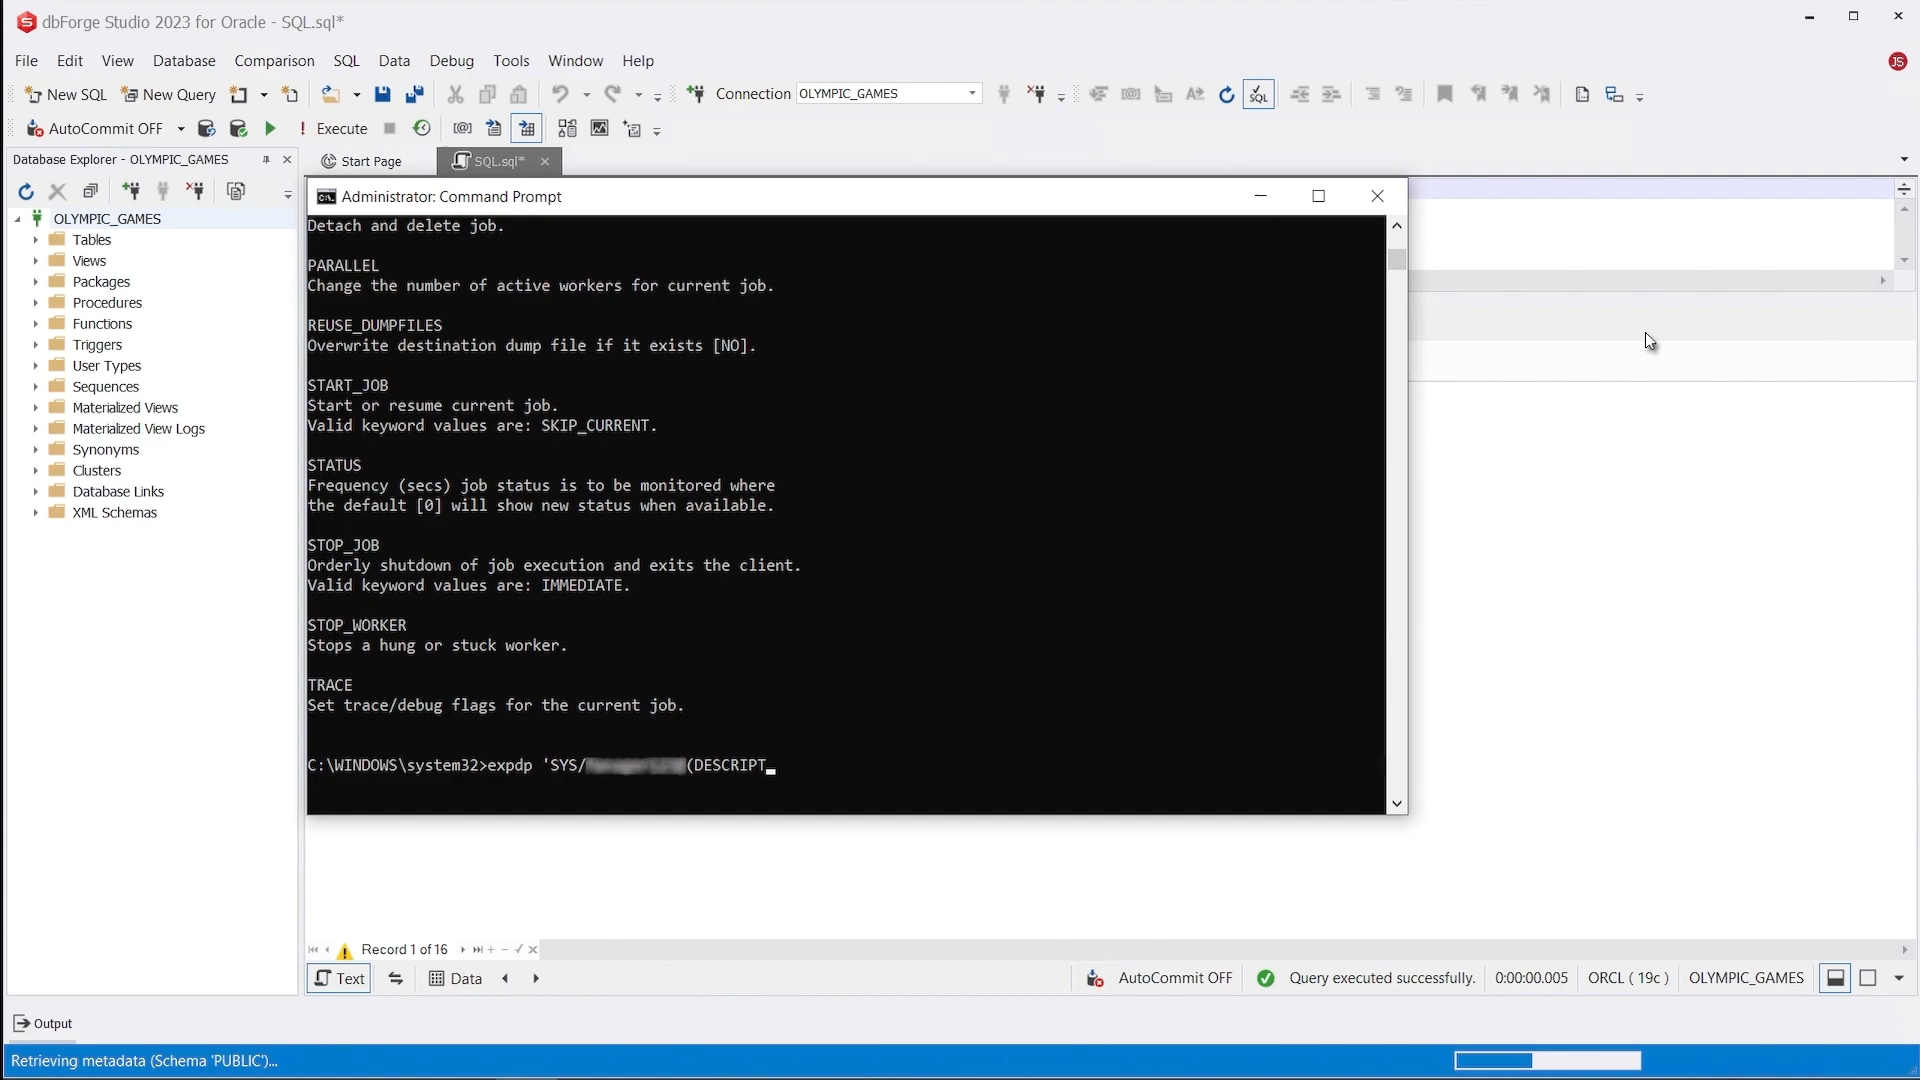 dbForge Studio 2023 for Oracle - SQL.sql*
JS
File Edit View Database Comparison SQL Data Debug Tools Window Help
New SQL New Query Connection OLYMPIC_GAMES SQL
AutoCommit OFF Execute
Database Explorer - OLYMPIC_GAMES
Start Page SQL.sql*
OLYMPIC_GAMES
Tables
Views
Packages
Procedures
Functions
Triggers
User Types
Sequences
Materialized Views
Materialized View Logs
Synonyms
Clusters
Database Links
XML Schemas
Administrator: Command Prompt
Detach and delete job.
PARALLEL
Change the number of active workers for current job.
REUSE_DUMPFILES
Overwrite destination dump file if it exists [NO].
START_JOB
Start or resume current job.
Valid keyword values are: SKIP_CURRENT.
STATUS
Frequency (secs) job status is to be monitored where
the default [0] will show new status when available.
STOP_JOB
Orderly shutdown of job execution and exits the client.
Valid keyword values are: IMMEDIATE.
STOP_WORKER
Stops a hung or stuck worker.
TRACE
Set trace/debug flags for the current job.
C:\WINDOWS\system32>expdp 'SYS/ (DESCRIPT_
Record 1 of 16
Text Data AutoCommit OFF Query executed successfully. 0:00:00.005 ORCL ( 19c ) OLYMPIC_GAMES
Output
Retrieving metadata (Schema 'PUBLIC')...